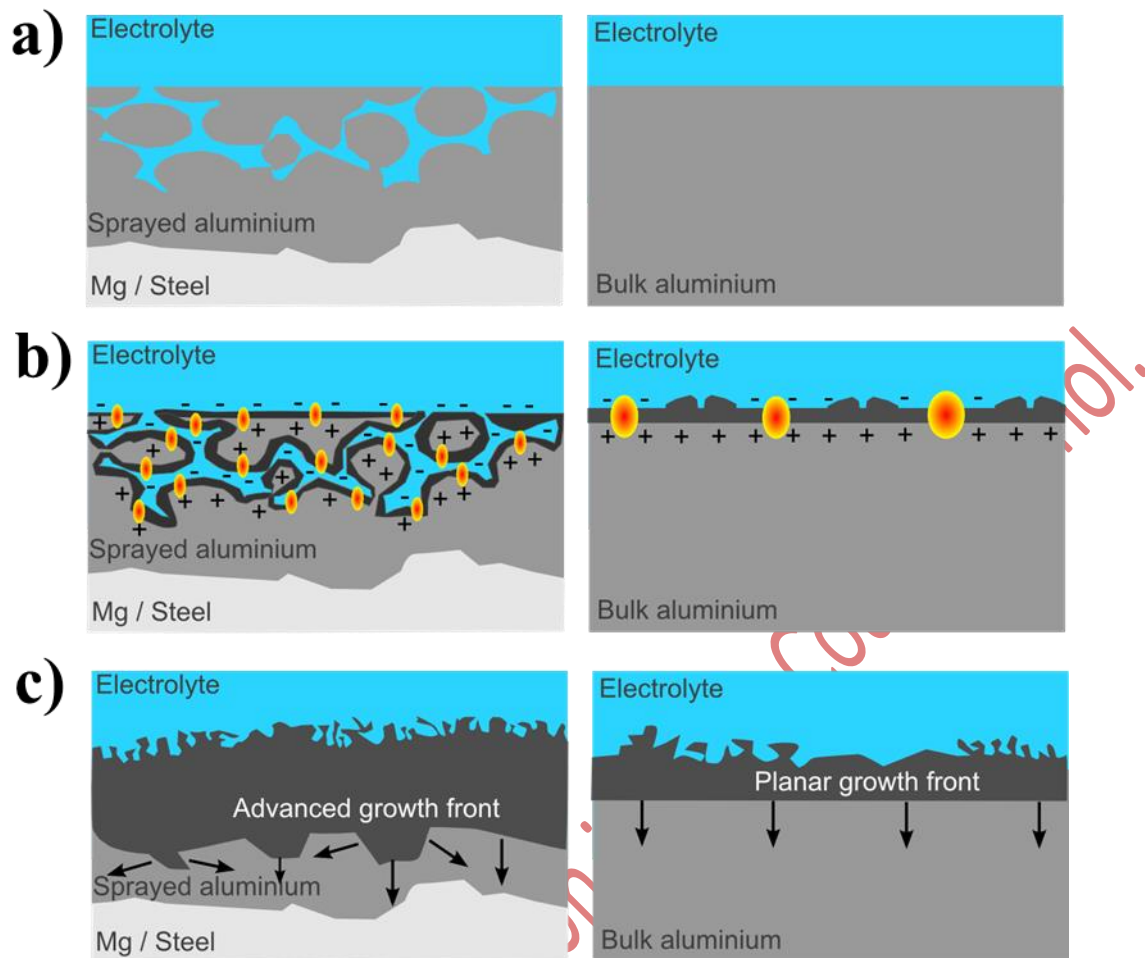 a)
Electrolyte
Sprayed aluminium
Mg / Steel
Electrolyte
Bulk aluminium
b)
Electrolyte
Sprayed aluminium
Mg / Steel
Electrolyte
Bulk aluminium
c)
Electrolyte
Advanced growth front
Sprayed aluminium
Mg / Steel
Electrolyte
Planar growth front
Bulk aluminium